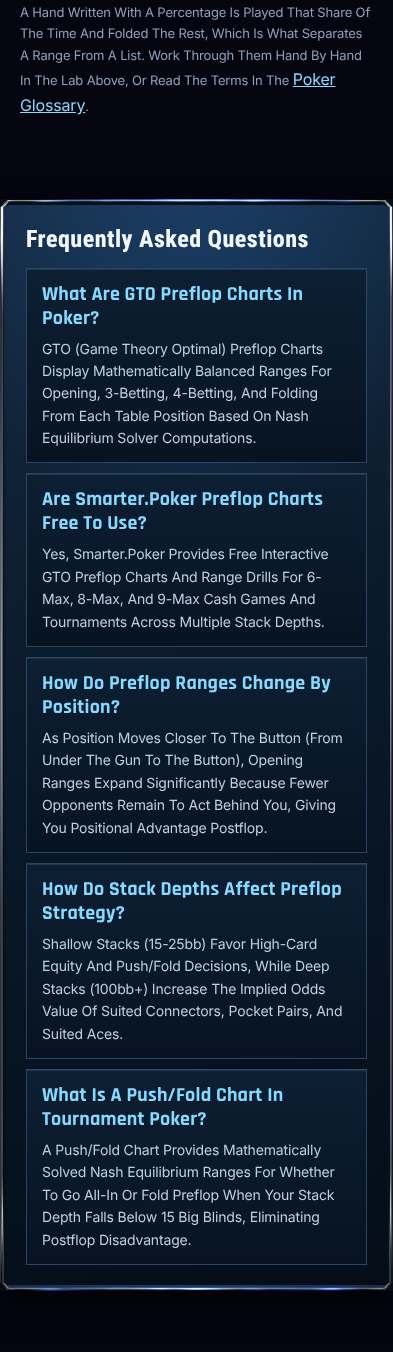 A Hand Written With A Percentage Is Played That Share Of
The Time And Folded The Rest, Which Is What Separates
A Range From A List. Work Through Them Hand By Hand
In The Lab Above, Or Read The Terms In The Poker
Glossary.
Frequently Asked Questions
What Are GTO Preflop Charts In
Poker?
GTO (Game Theory Optimal) Preflop Charts
Display Mathematically Balanced Ranges For
Opening, 3-Betting, 4-Betting, And Folding
From Each Table Position Based On Nash
Equilibrium Solver Computations.
Are Smarter.Poker Preflop Charts
Free To Use?
Yes, Smarter.Poker Provides Free Interactive
GTO Preflop Charts And Range Drills For 6-
Max, 8-Max, And 9-Max Cash Games And
Tournaments Across Multiple Stack Depths.
How Do Preflop Ranges Change By
Position?
As Position Moves Closer To The Button (From
Under The Gun To The Button), Opening
Ranges Expand Significantly Because Fewer
Opponents Remain To Act Behind You, Giving
You Positional Advantage Postflop.
How Do Stack Depths Affect Preflop
Strategy?
Shallow Stacks (15-25bb) Favor High-Card
Equity And Push/Fold Decisions, While Deep
Stacks (100bb+) Increase The Implied Odds
Value Of Suited Connectors, Pocket Pairs, And
Suited Aces.
What Is A Push/Fold Chart In
Tournament Poker?
A Push/Fold Chart Provides Mathematically
Solved Nash Equilibrium Ranges For Whether
To Go All-In Or Fold Preflop When Your Stack
Depth Falls Below 15 Big Blinds, Eliminating
Postflop Disadvantage.